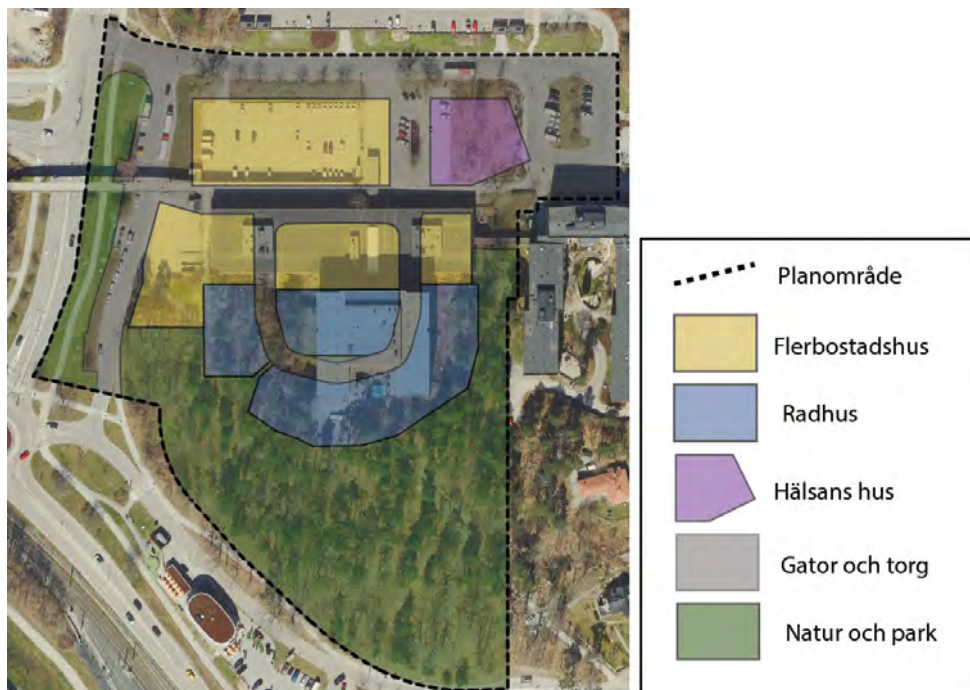 Planområde
Flerbostadshus
Radhus
Hälsans hus
Gator och torg
Natur och park